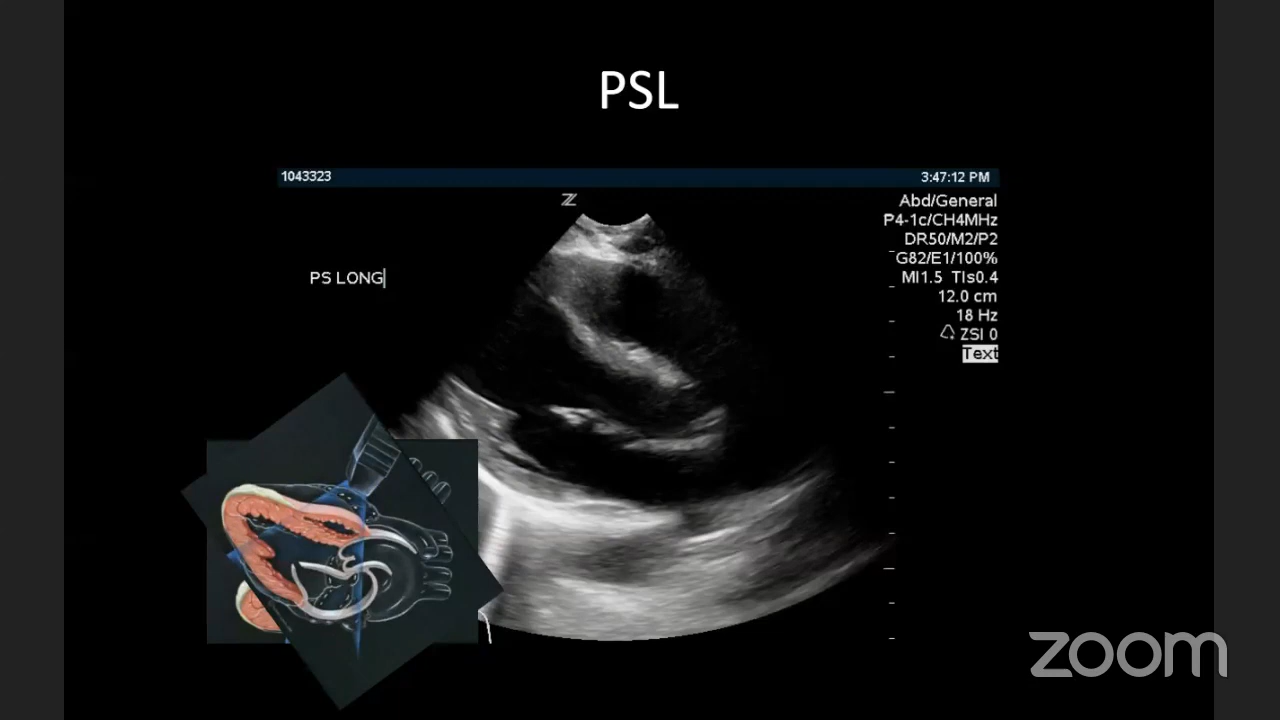 PSL
1043323
3:47:12 PM
Z
Abd/General
P4-1c/CH4MHz
DR50/M2/P2
G82/E1/100%
PS LONG
MI1.5 TIs0.4
12.0 cm
18 Hz
ZSI 0
Text
zoom